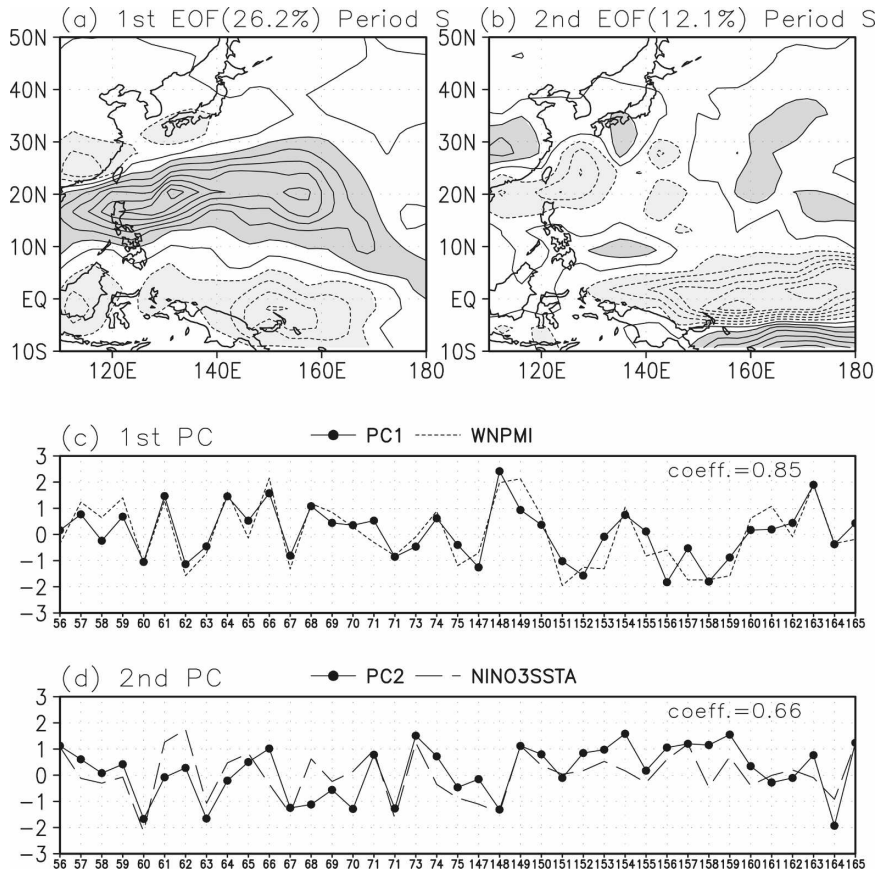 (a) 1st EOF(26.2%) Period S
(b) 2nd EOF(12.1%) Period S
50N
40N
30N
20N
10N
EQ
10S
120E 140E 160E 180
50N
40N
30N
20N
10N
EQ
10S
120E 140E 160E 180
(c) 1st PC
PC1 WNPMI
coeff.=0.85
3
2
1
0
−1
−2
−3
56 57 58 59 60 61 62 63 64 65 66 67 68 69 70 71 71 73 74 75 147 148 149 150 151 152 153 154 155 156 157 158 159 160 161 162 163 164 165
(d) 2nd PC
PC2 NINO3SSTA
coeff.=0.66
3
2
1
0
−1
−2
−3
56 57 58 59 60 61 62 63 64 65 66 67 68 69 70 71 71 73 74 75 147 148 149 150 151 152 153 154 155 156 157 158 159 160 161 162 163 164 165